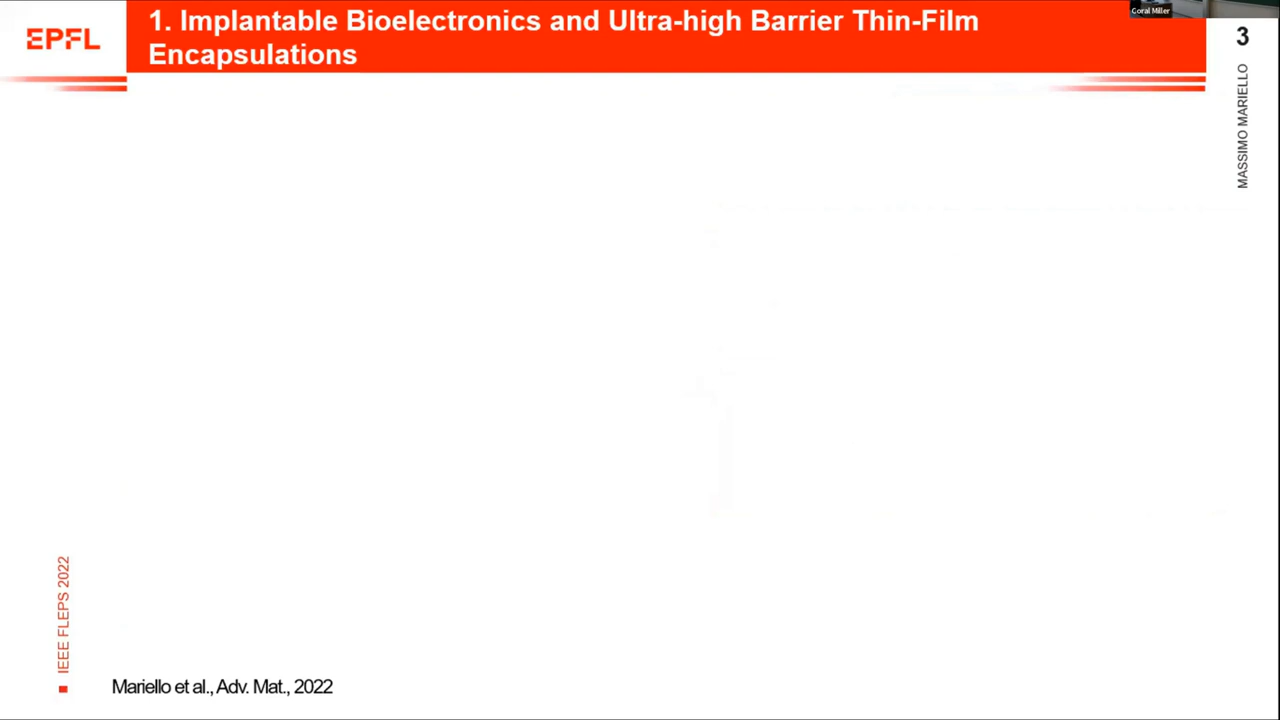 EPFL
1. Implantable Bioelectronics and Ultra-high Barrier Thin-Film
Encapsulations
Coral Miller
3
MASSIMO MARIELLO
IEEE FLEPS 2022
Mariello et al., Adv. Mat., 2022